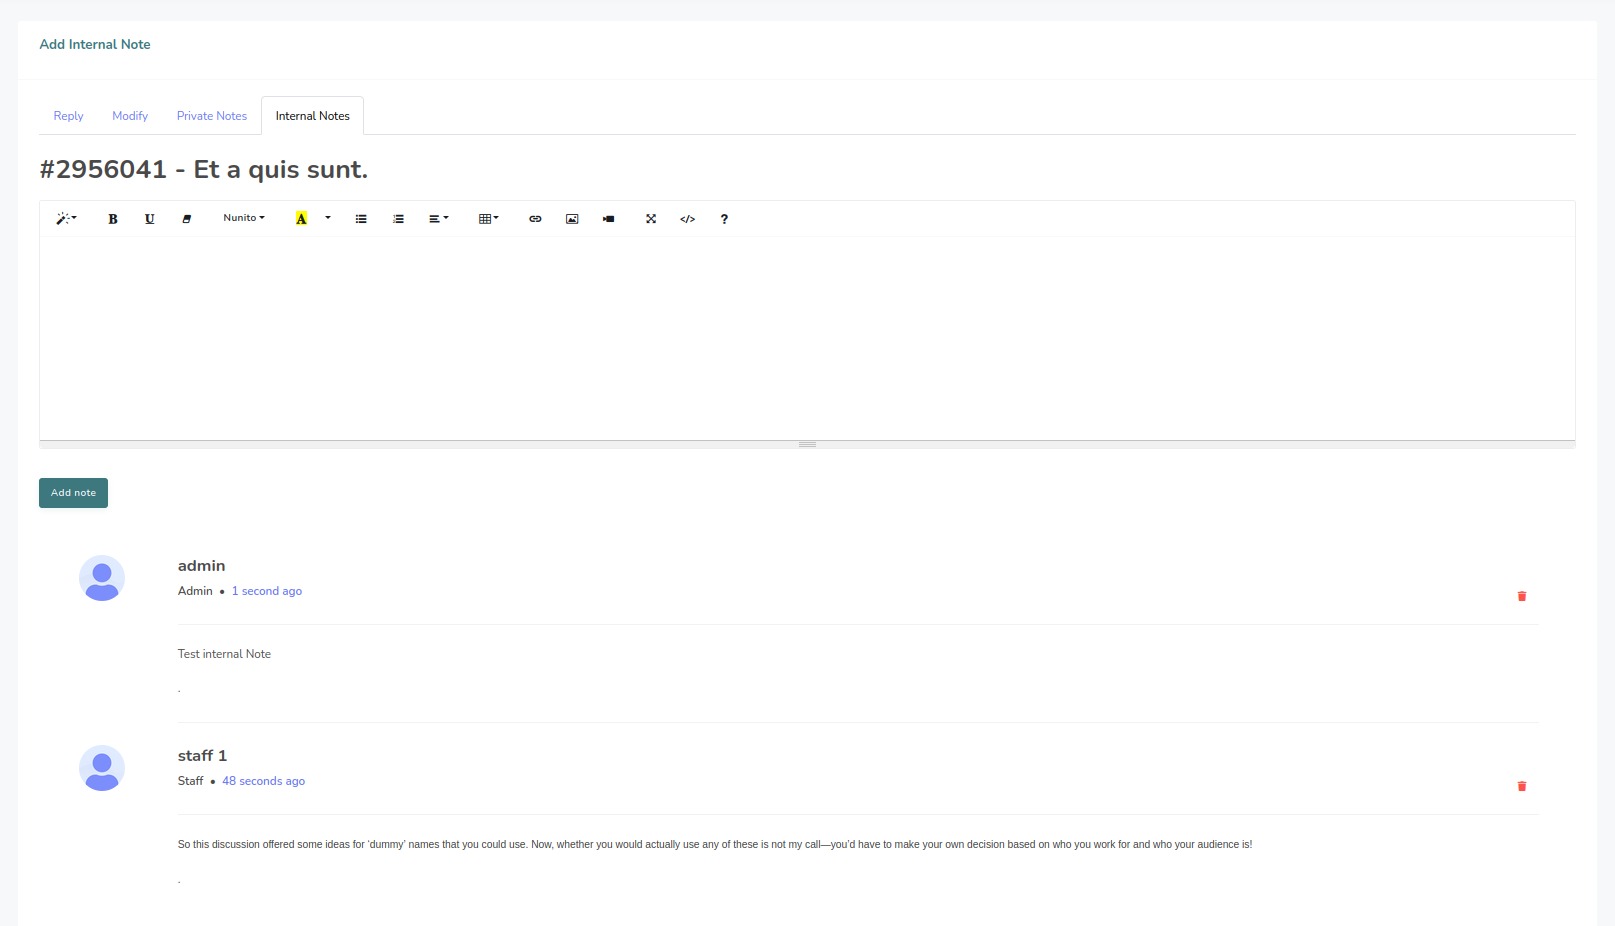 Add Internal Note
Reply Modify Private Notes Internal Notes
#2956041 - Et a quis sunt.
B U Nunito A </> ?
Add note
admin
Admin • 1 second ago
Test internal Note
.
staff 1
Staff • 48 seconds ago
So this discussion offered some ideas for ‘dummy’ names that you could use. Now, whether you would actually use any of these is not my call—you’d have to make your own decision based on who you work for and who your audience is!
.